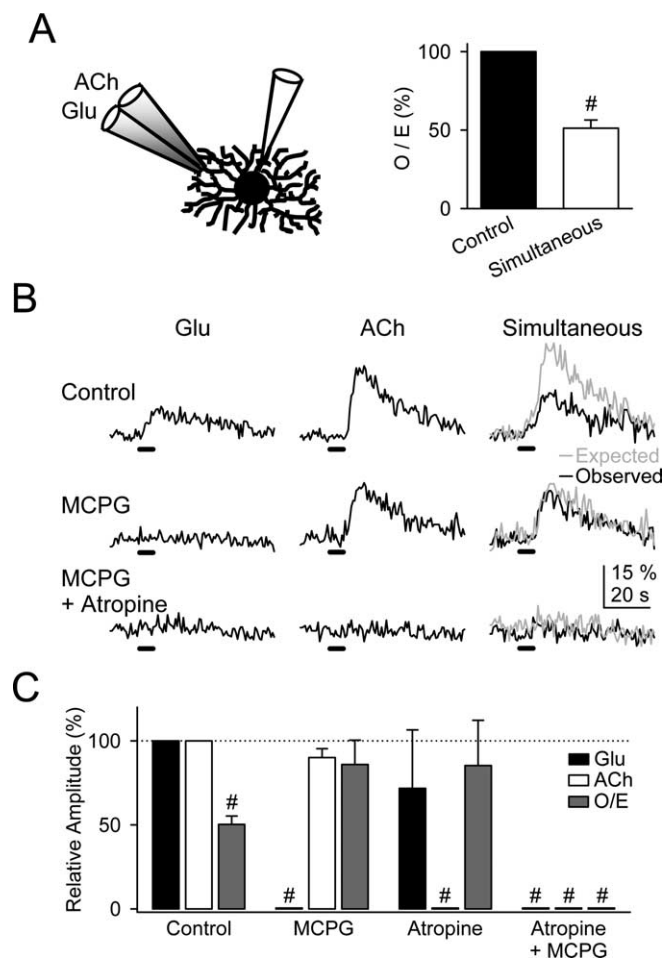 A
ACh
Glu
O / E (%)
100
50
0
#
Control
Simultaneous
B
Glu
ACh
Simultaneous
Control
Expected
Observed
MCPG
15 %
20 s
MCPG
+ Atropine
C
Relative Amplitude (%)
100
50
0
#
#
#
#
#
#
Glu
ACh
O/E
Control
MCPG
Atropine
Atropine
+ MCPG